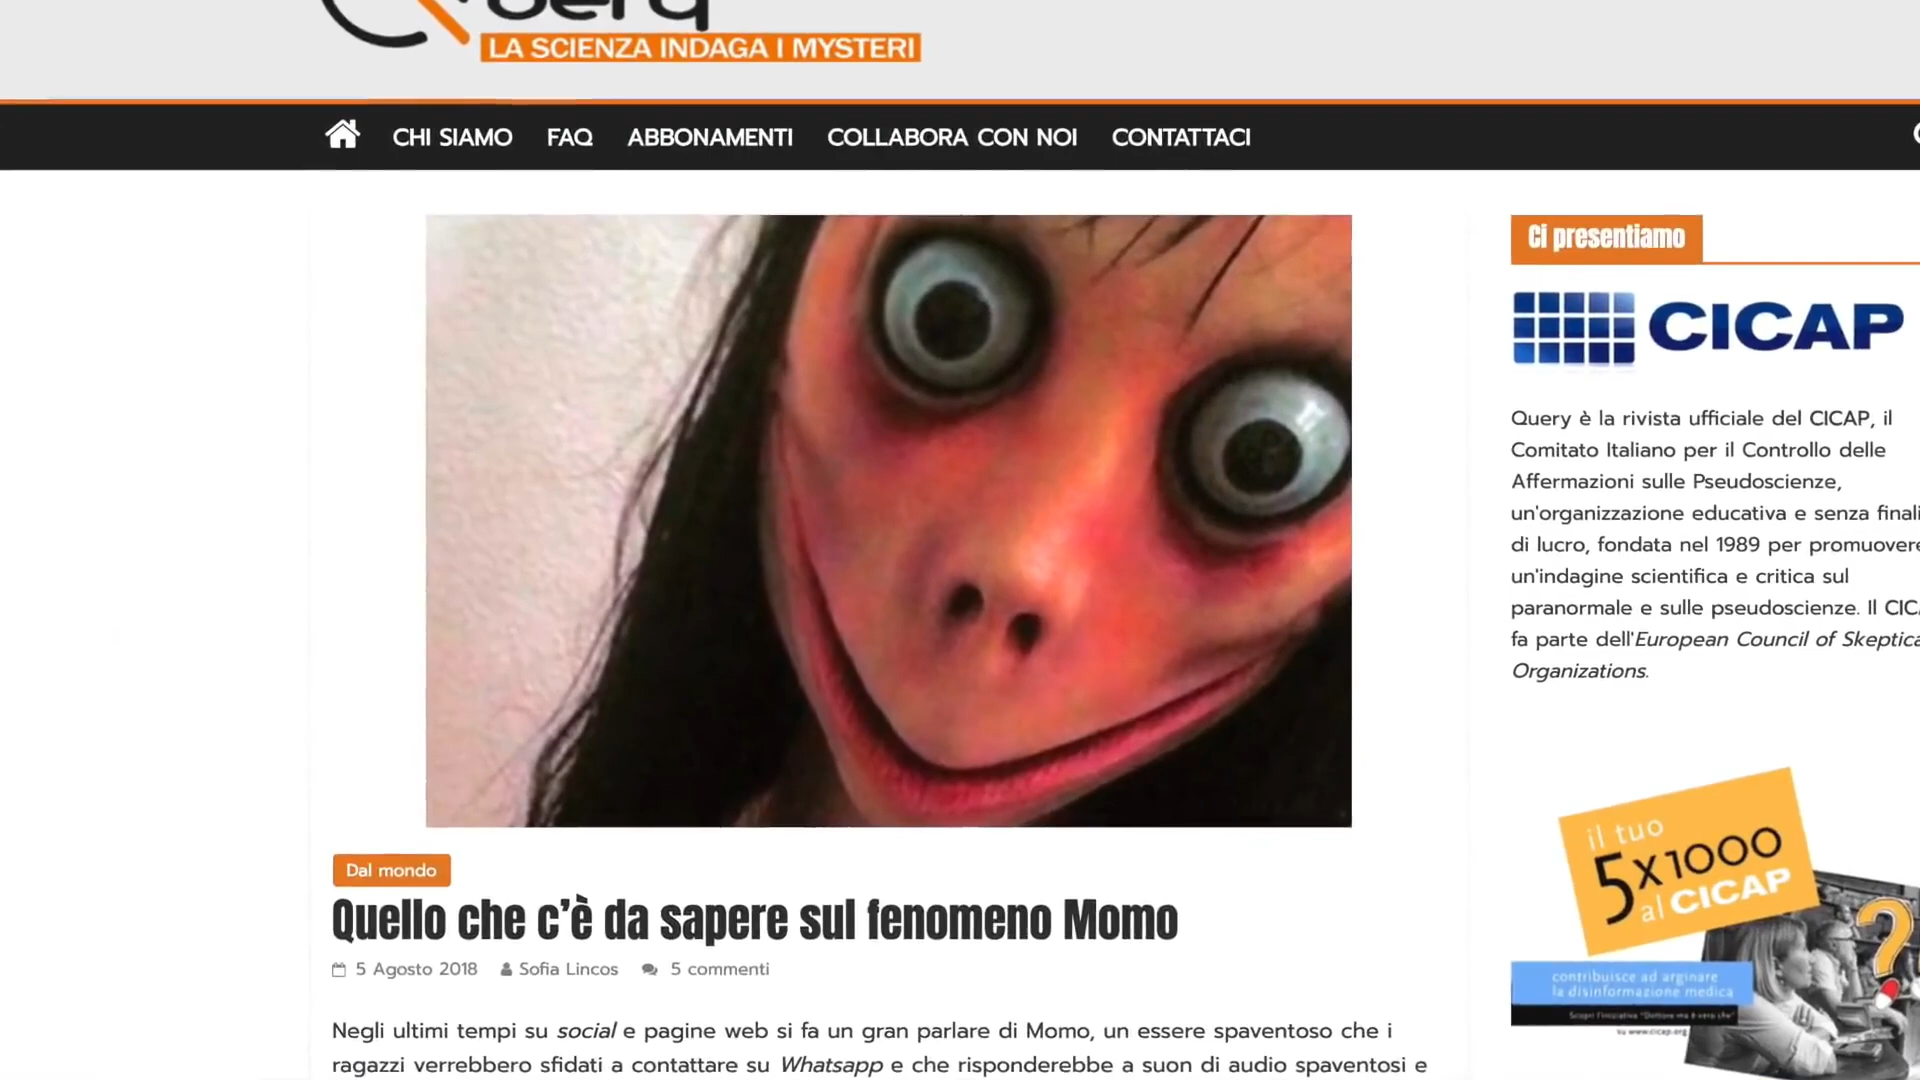 LA SCIENZA INDAGA I MYSTERI
CHI SIAMO FAQ ABBONAMENTI COLLABORA CON NOI CONTATTACI
Dal mondo
Quello che c'è da sapere sul fenomeno Momo
5 Agosto 2018 Sofia Lincos 5 commenti
Negli ultimi tempi su social e pagine web si fa un gran parlare di Momo, un essere spaventoso che i
ragazzi verrebbero sfidati a contattare su Whatsapp e che risponderebbe a suon di audio spaventosi e
Ci presentiamo
CICAP
Query è la rivista ufficiale del CICAP, il
Comitato Italiano per il Controllo delle
Affermazioni sulle Pseudoscienze,
un'organizzazione educativa e senza finali
di lucro, fondata nel 1989 per promuovere
un'indagine scientifica e critica sul
paranormale e sulle pseudoscienze. Il CIC
fa parte dell'European Council of Skeptica
Organizations.
il tuo
5x1000
al CICAP
contribuisce ad arginare
la disinformazione medica